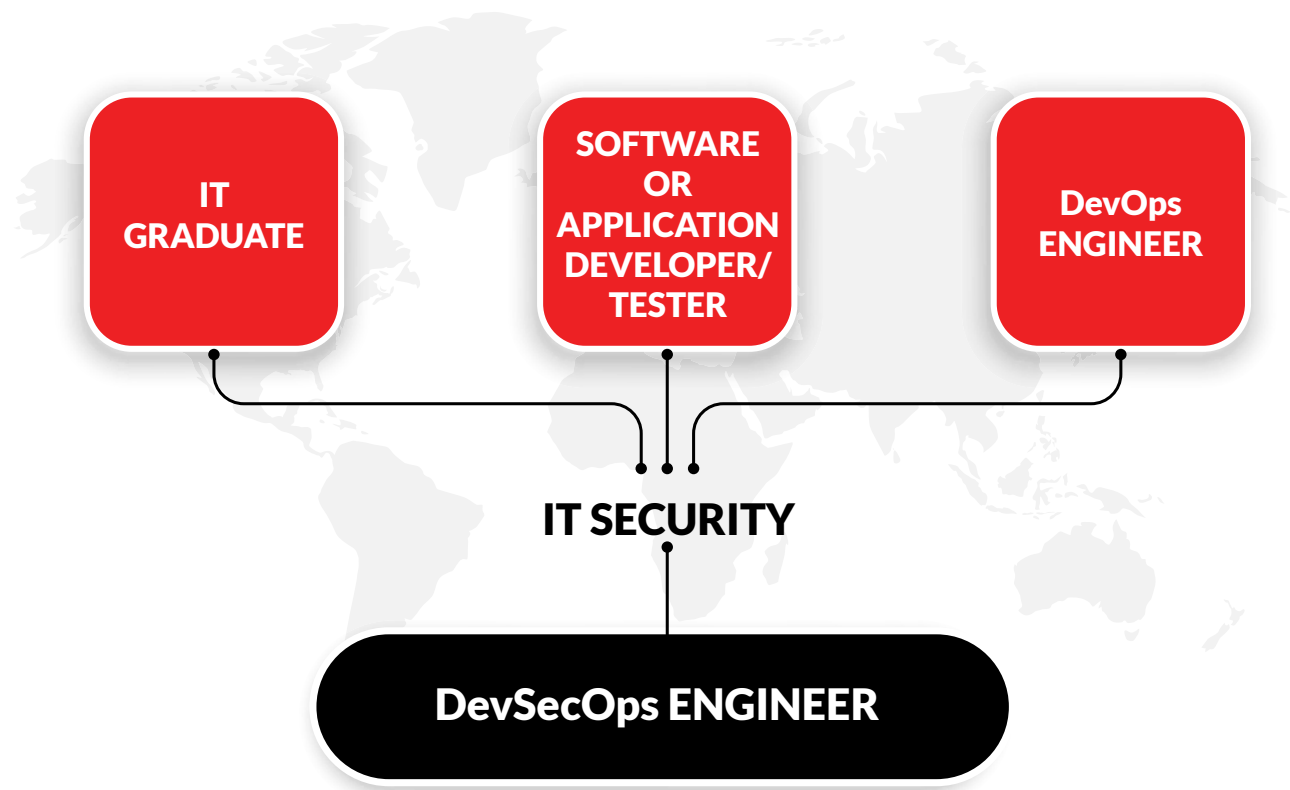 IT
GRADUATE
SOFTWARE
OR
APPLICATION
DEVELOPER/
TESTER
DevOps
ENGINEER
IT SECURITY
DevSecOps ENGINEER